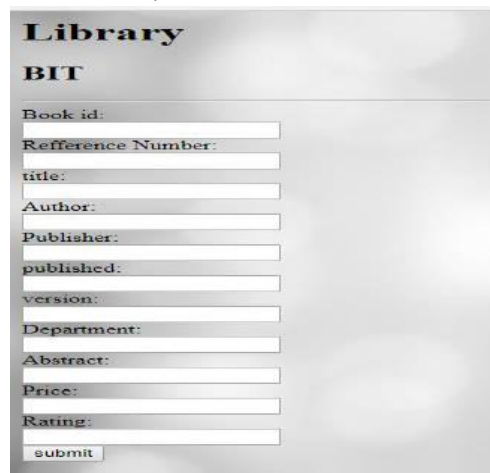 Library
BIT
Book id:
Refference Number:
title:
Author:
Publisher:
published:
version:
Department:
Abstract:
Price:
Rating:
submit